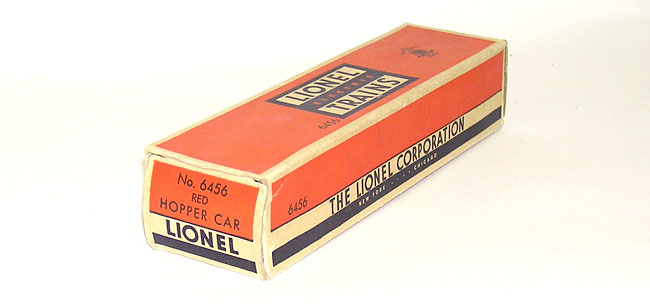 LIONEL
ELECTRIC
TRAINS
6456
No. 6456
RED
HOPPER CAR
LIONEL
6456
THE LIONEL CORPORATION
NEW YORK . . . . CHICAGO